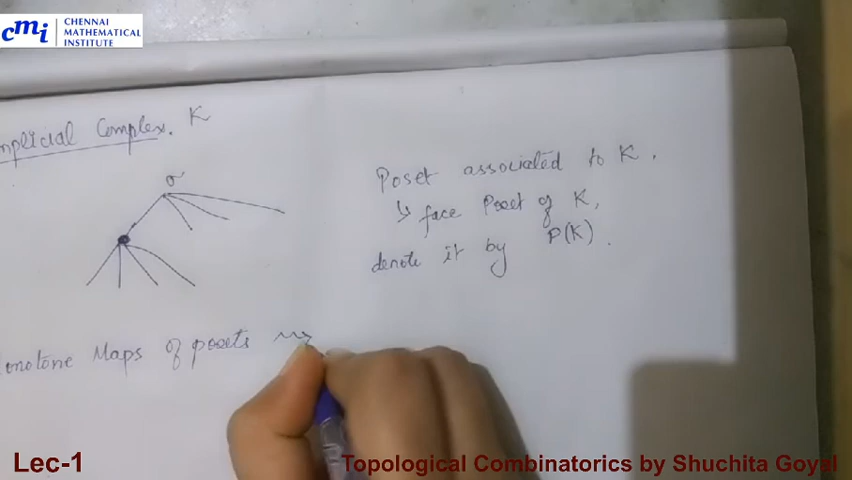 cmi CHENNAI
MATHEMATICAL
INSTITUTE
mplicial Complex. K
σ
Poset associated to K.
↳ face Poset of K,
denote it by P(K).
onotone Maps of posets
Lec-1
Topological Combinatorics by Shuchita Goyal